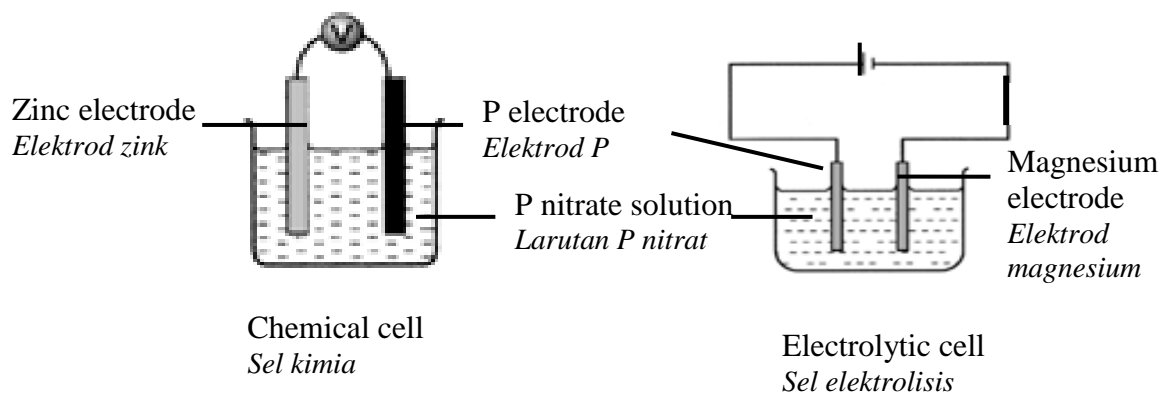 V
Zinc electrode
Elektrod zink
P electrode
Elektrod P
P nitrate solution
Larutan P nitrat
Magnesium
electrode
Elektrod
magnesium
Chemical cell
Sel kimia
Electrolytic cell
Sel elektrolisis